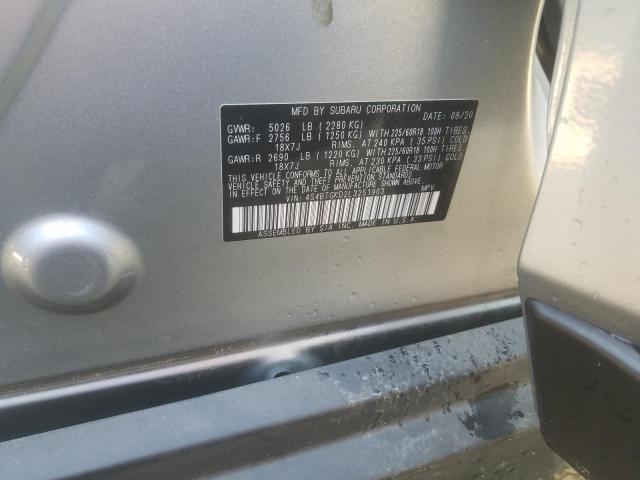 MFD BY SUBARU CORPORATION
DATE: 08/20
GVWR: 5026 LB (2280 KG)
GAWR:F 2756 LB (1250 KG) WITH 225/60R18 100H TIRES
18X7J RIMS. AT 240 KPA (35 PSI) COLD
GAWR:R 2690 LB (1220 KG) WITH 225/60R18 100H TIRES
18X7J RIMS. AT 230 KPA (33 PSI) COLD
THIS VEHICLE CONFORMS TO ALL APPLICABLE FEDERAL MOTOR
VEHICLE SAFETY STANDARDS IN EFFECT ON THE DATE OF
MANUFACTURE SHOWN ABOVE.
VIN: MPV
ASSEMBLED BY SIA INC. MADE IN U.S.A.